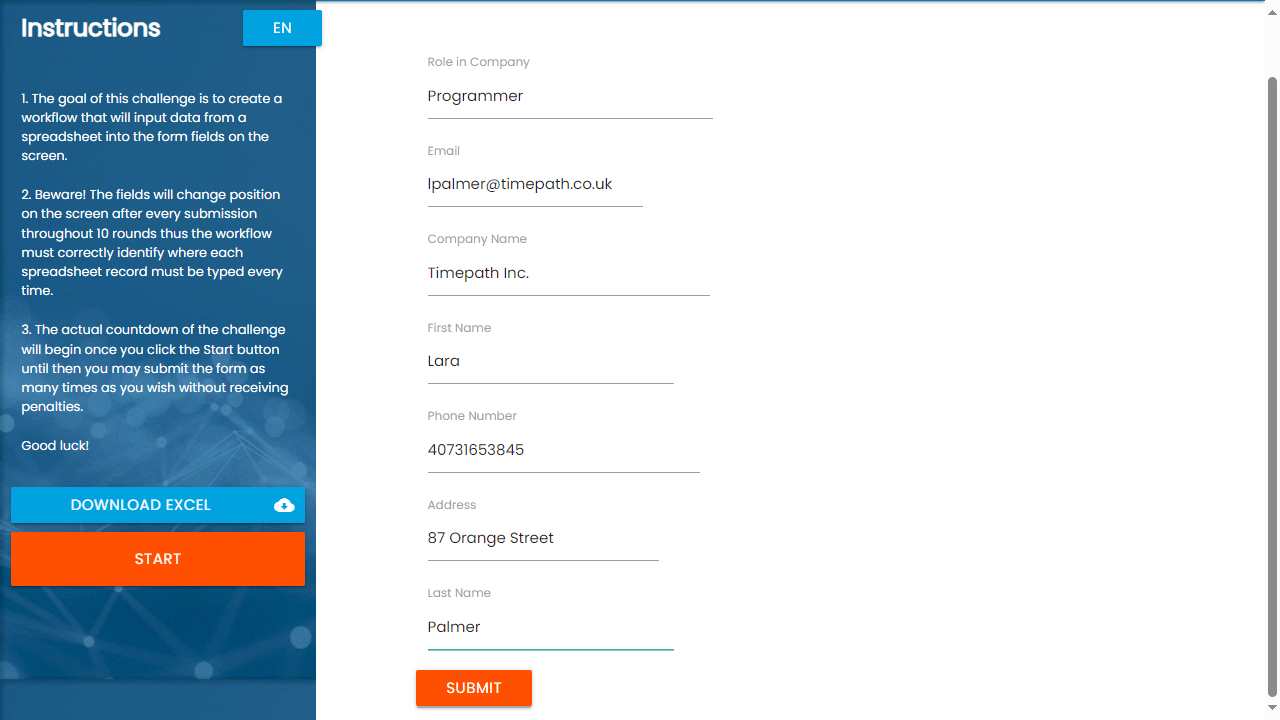 Instructions
EN
1. The goal of this challenge is to create a
workflow that will input data from a
spreadsheet into the form fields on the
screen.
2. Beware! The fields will change position
on the screen after every submission
throughout 10 rounds thus the workflow
must correctly identify where each
spreadsheet record must be typed every
time.
3. The actual countdown of the challenge
will begin once you click the Start button
until then you may submit the form as
many times as you wish without receiving
penalties.
Good luck!
DOWNLOAD EXCEL
START
Role in Company
Programmer
Email
lpalmer@timepath.co.uk
Company Name
Timepath Inc.
First Name
Lara
Phone Number
40731653845
Address
87 Orange Street
Last Name
Palmer
SUBMIT